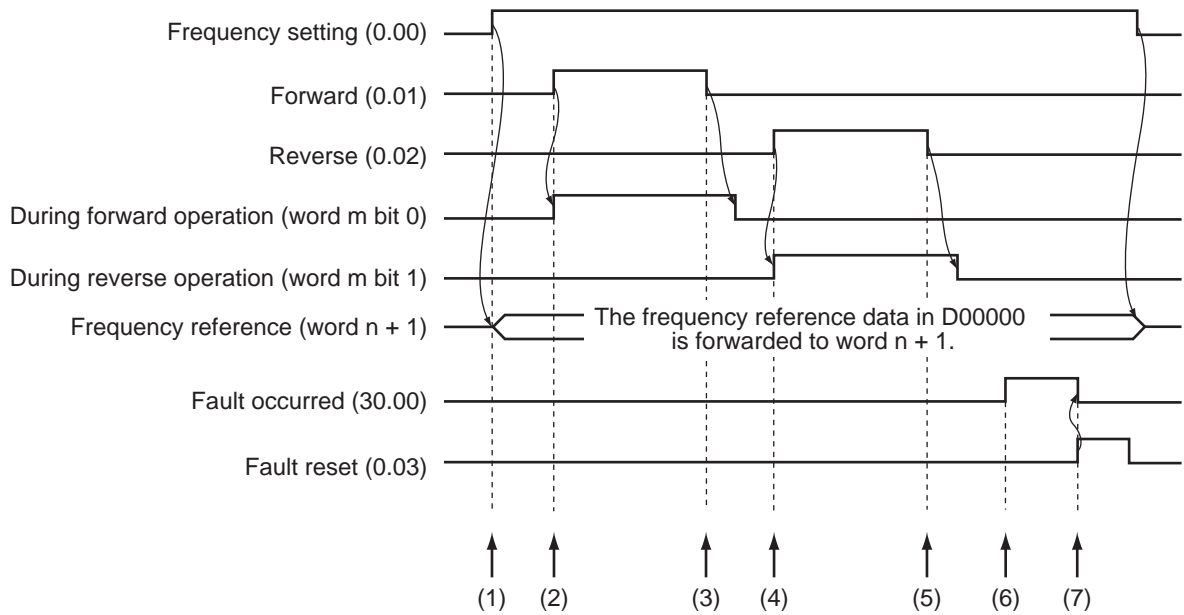 Frequency setting (0.00)
Forward (0.01)
Reverse (0.02)
During forward operation (word m bit 0)
During reverse operation (word m bit 1)
Frequency reference (word n + 1)
The frequency reference data in D00000
is forwarded to word n + 1.
Fault occurred (30.00)
Fault reset (0.03)
(1) (2) (3) (4) (5) (6) (7)